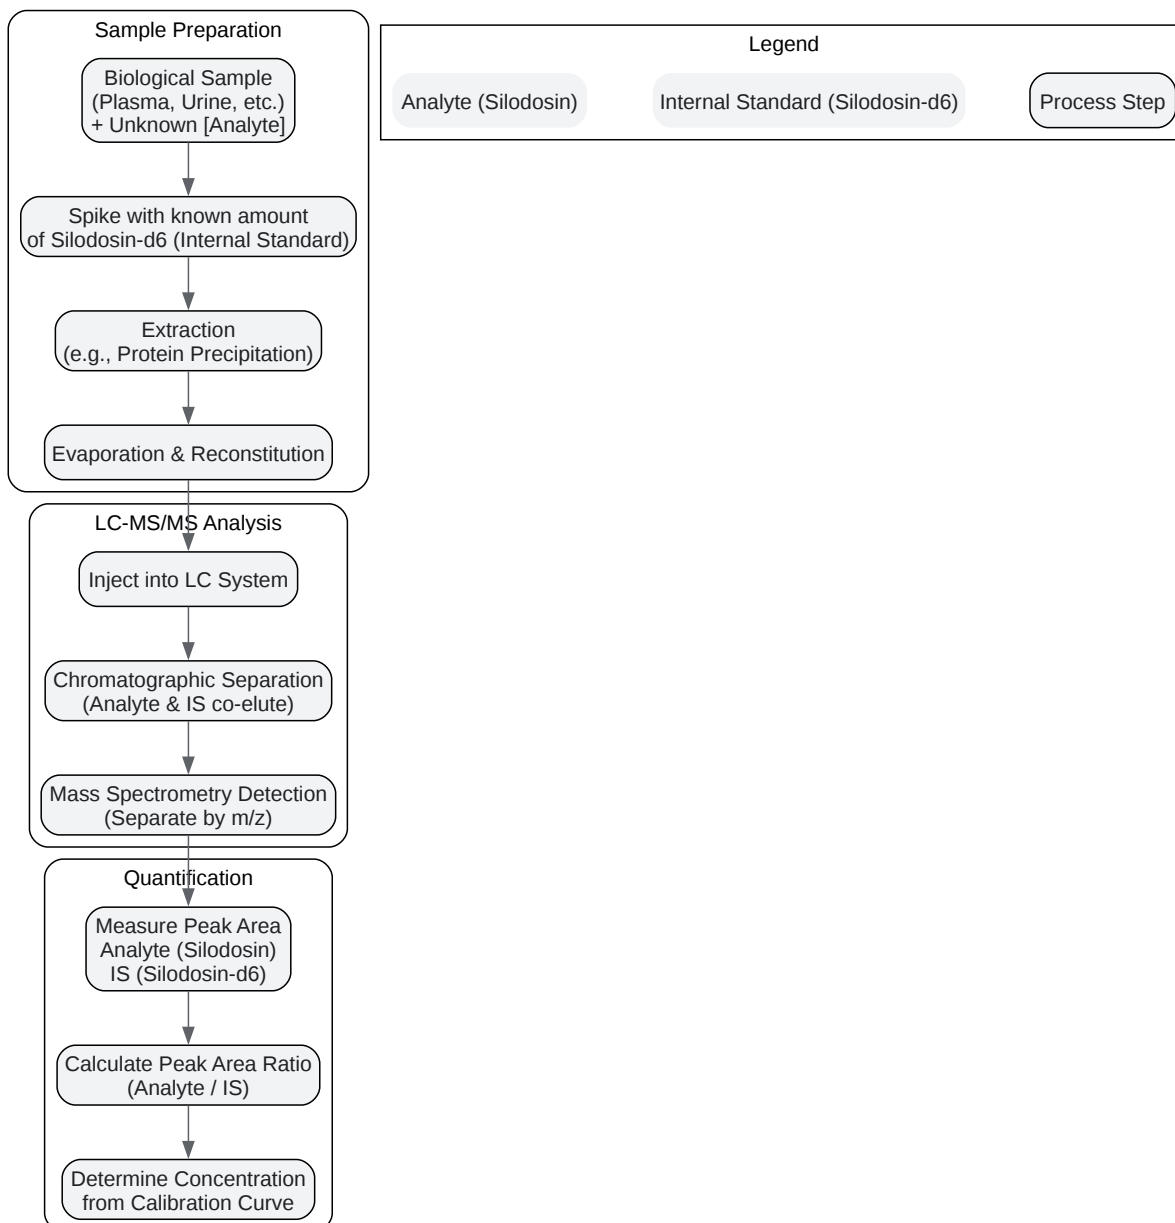 Sample Preparation
Biological Sample
(Plasma, Urine, etc.)
+ Unknown [Analyte]
Spike with known amount
of Silodosin-d6 (Internal Standard)
Extraction
(e.g., Protein Precipitation)
Evaporation & Reconstitution
Legend
Analyte (Silodosin)
Internal Standard (Silodosin-d6)
Process Step
LC-MS/MS Analysis
Inject into LC System
Chromatographic Separation
(Analyte & IS co-elute)
Mass Spectrometry Detection
(Separate by m/z)
Quantification
Measure Peak Area
Analyte (Silodosin)
IS (Silodosin-d6)
Calculate Peak Area Ratio
(Analyte / IS)
Determine Concentration
from Calibration Curve